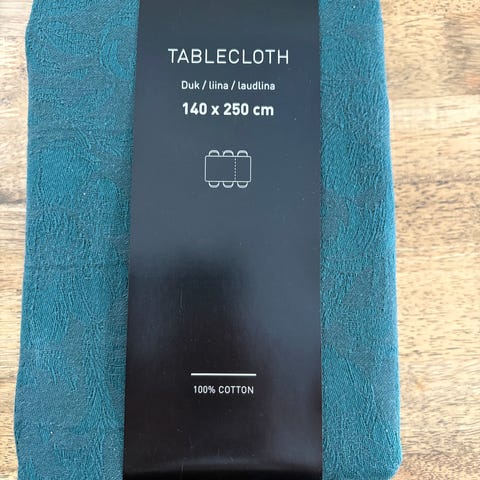 TABLECLOTH
Duk / liina / laudlina
140 x 250 cm
100% COTTON